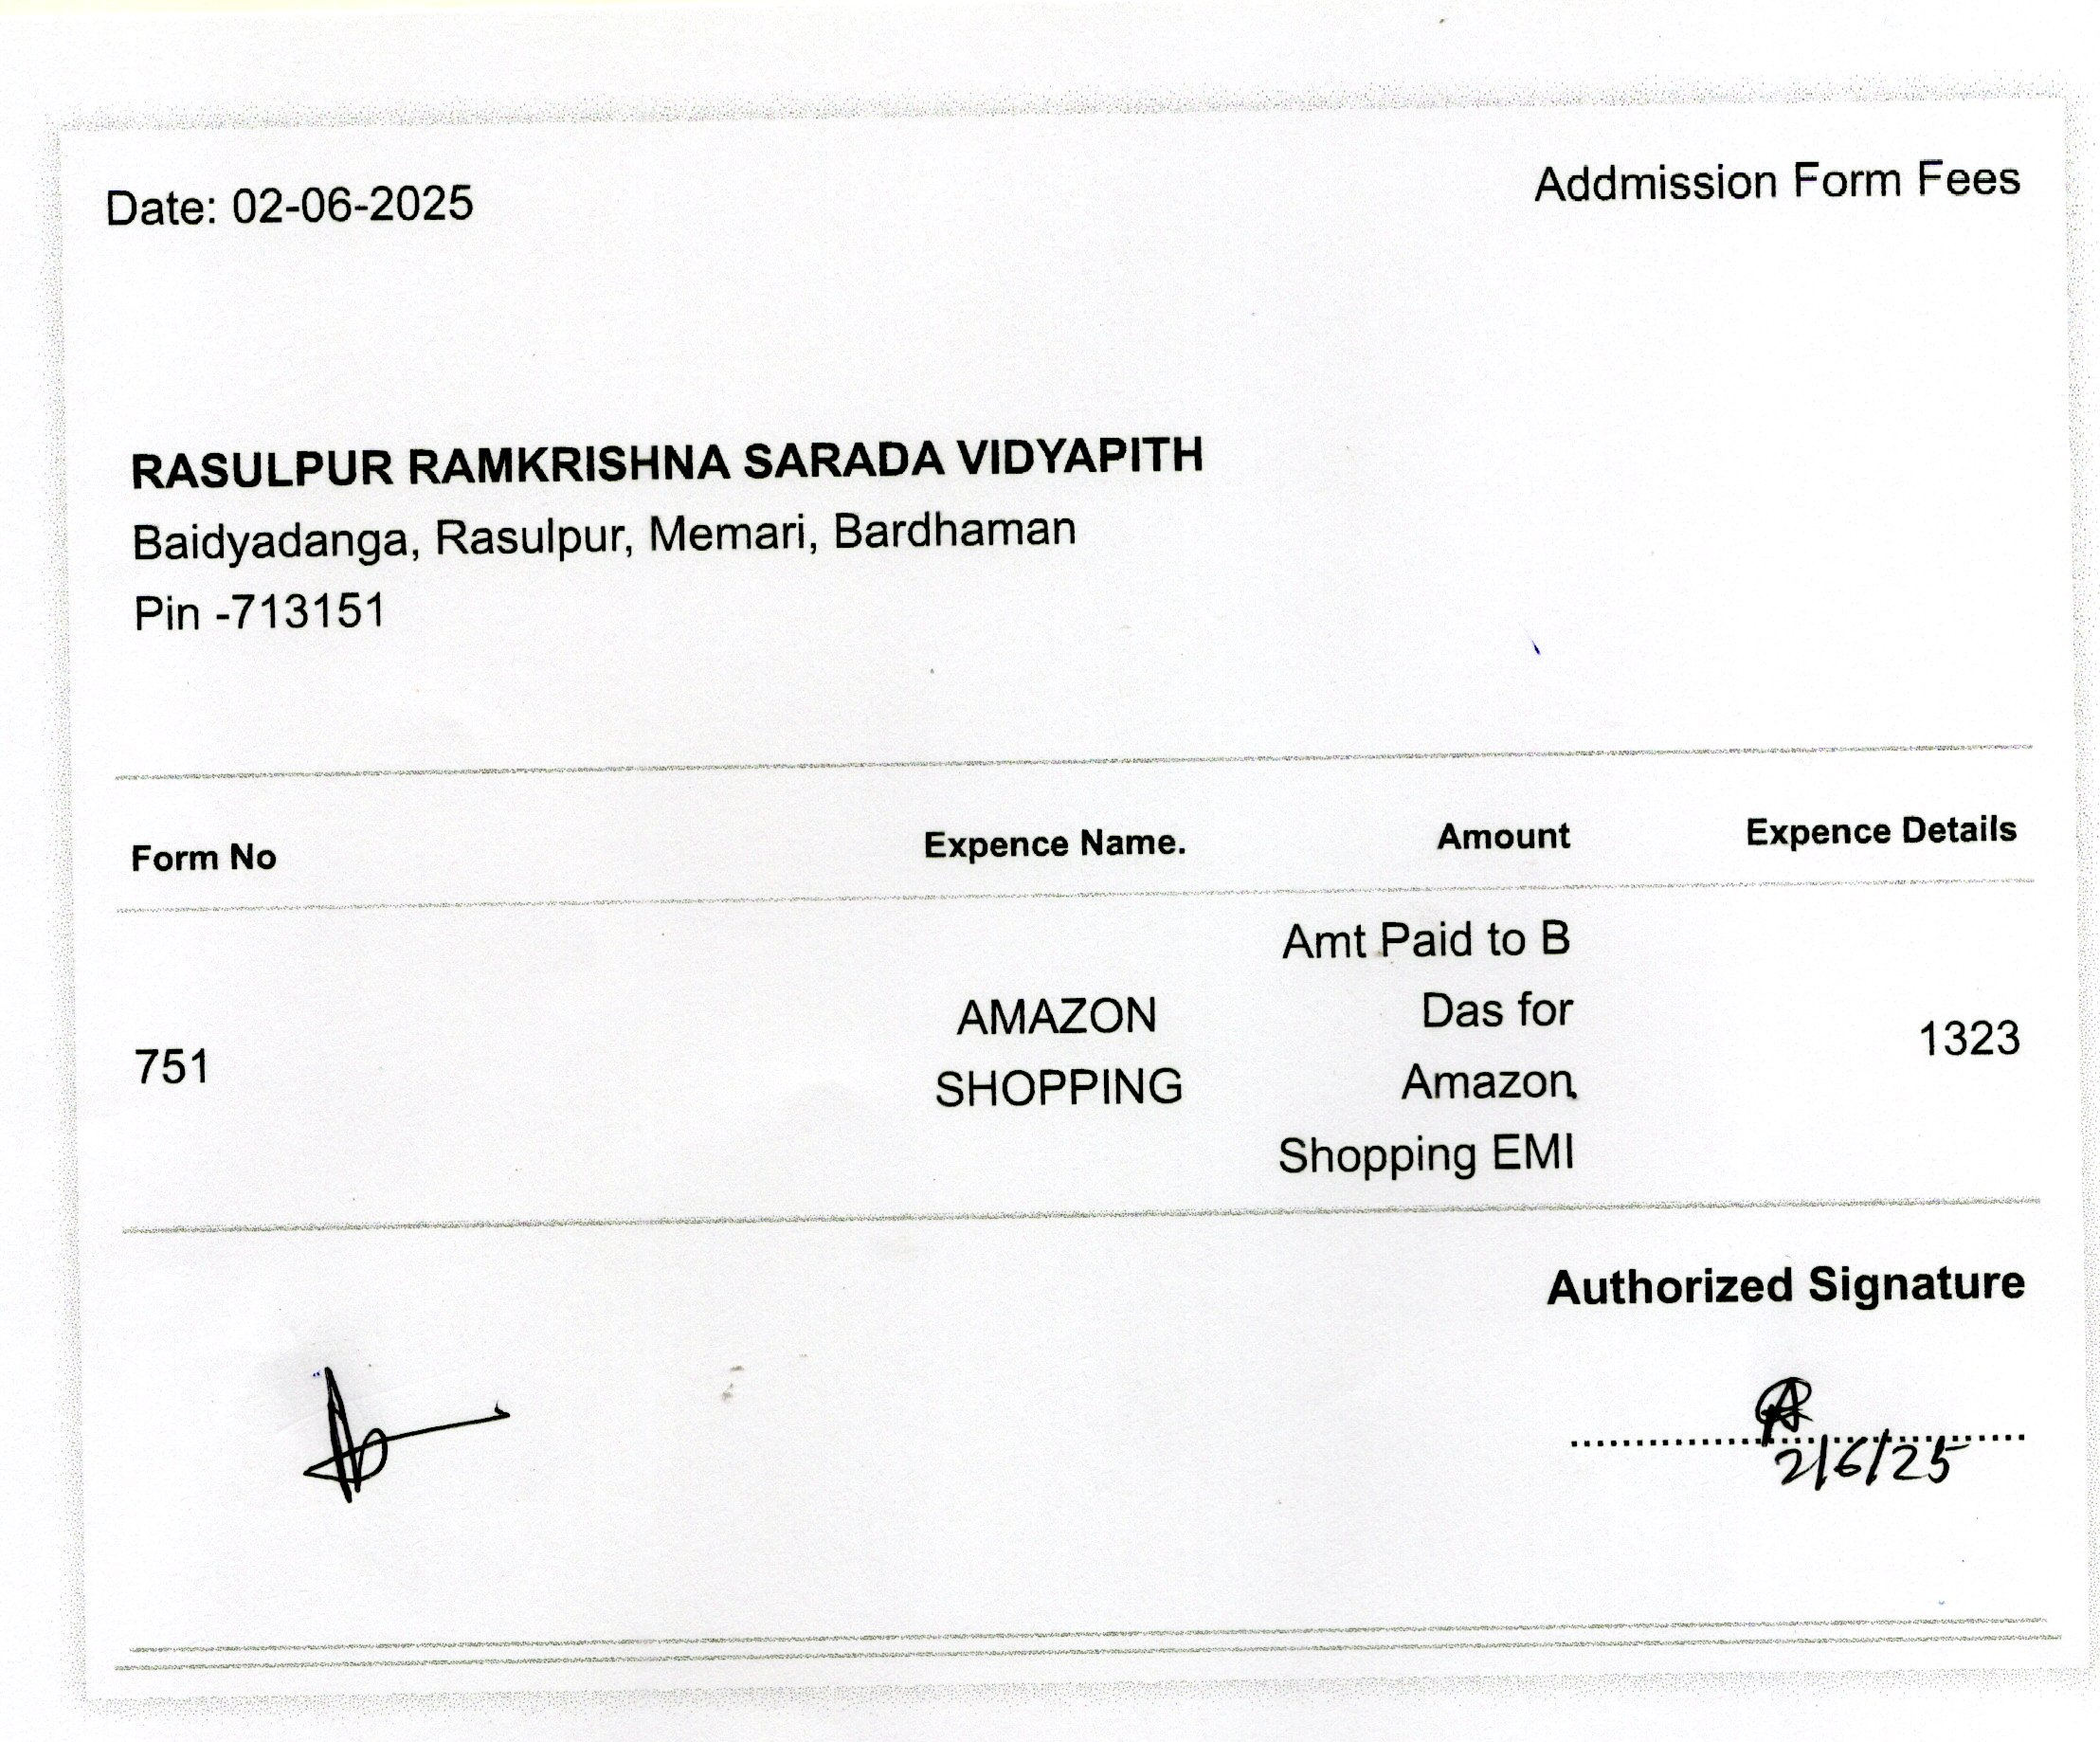 Date: 02-06-2025
Addmission Form Fees
RASULPUR RAMKRISHNA SARADA VIDYAPITH
Baidyadanga, Rasulpur, Memari, Bardhaman
Pin -713151
Form No Expence Name. Amount Expence Details
751 AMAZON SHOPPING Amt Paid to B Das for Amazon Shopping EMI 1323
Authorized Signature
2/6/25